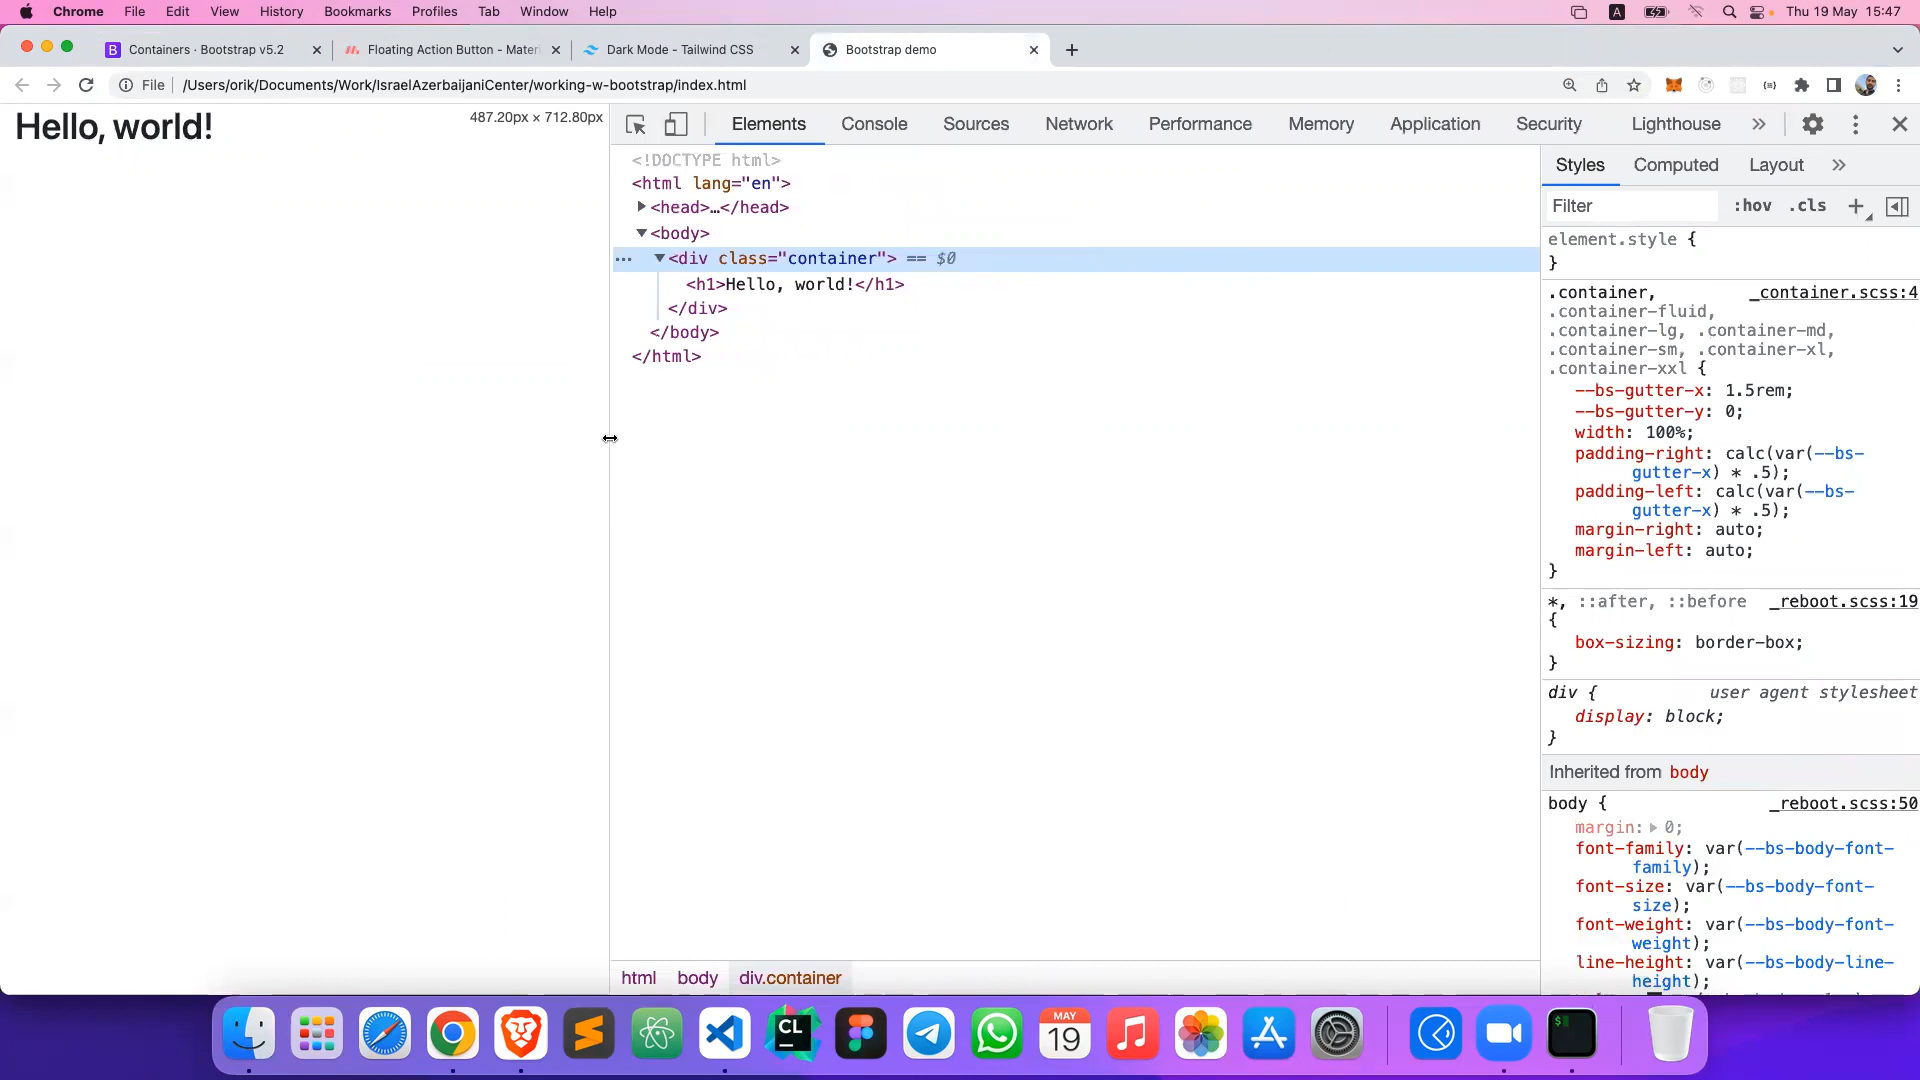 Chrome File Edit View History Bookmarks Profiles Tab Window Help A Thu 19 May 15:47
B Containers · Bootstrap v5.2 Floating Action Button - Materi Dark Mode - Tailwind CSS Bootstrap demo
File /Users/orik/Documents/Work/IsraelAzerbaijaniCenter/working-w-bootstrap/index.html
Hello, world!
487.20px × 712.80px
Elements Console Sources Network Performance Memory Application Security Lighthouse »
<!DOCTYPE html>
<html lang="en">
<head>…</head>
<body>
<div class="container"> == $0
<h1>Hello, world!</h1>
</div>
</body>
</html>
html body div.container
Styles Computed Layout »
Filter :hov .cls +
element.style {
}
.container, _container.scss:4
.container-fluid,
.container-lg, .container-md,
.container-sm, .container-xl,
.container-xxl {
--bs-gutter-x: 1.5rem;
--bs-gutter-y: 0;
width: 100%;
padding-right: calc(var(--bs-
gutter-x) * .5);
padding-left: calc(var(--bs-
gutter-x) * .5);
margin-right: auto;
margin-left: auto;
}
*, ::after, ::before _reboot.scss:19
{
box-sizing: border-box;
}
div { user agent stylesheet
display: block;
}
Inherited from body
body { _reboot.scss:50
margin: 0;
font-family: var(--bs-body-font-
family);
font-size: var(--bs-body-font-
size);
font-weight: var(--bs-body-font-
weight);
line-height: var(--bs-body-line-
height);
CL
MAY
19
$